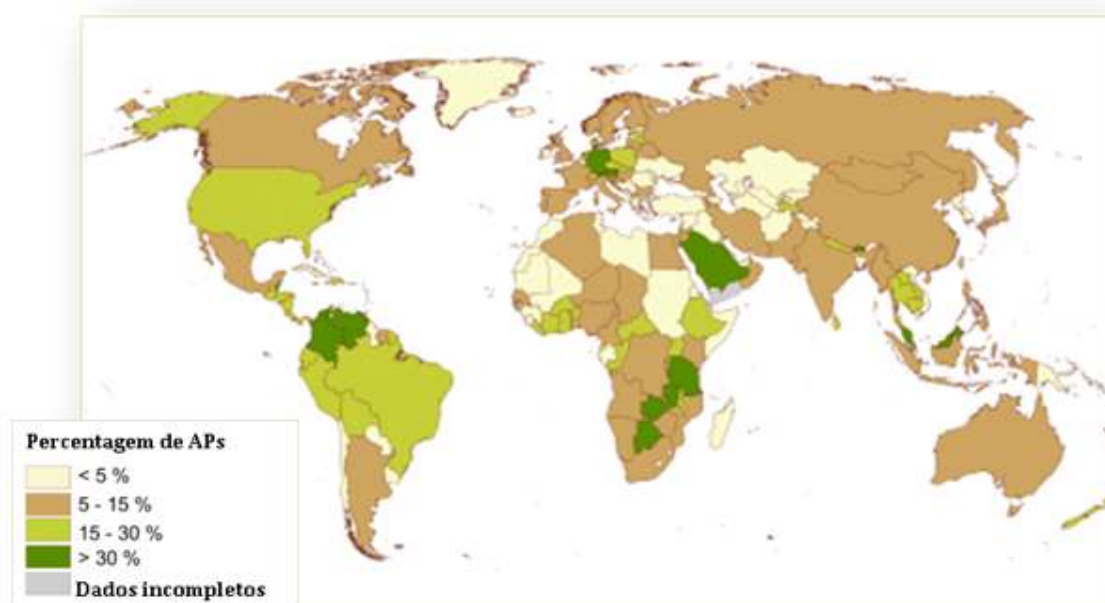 Percentagem de APs
< 5 %
5 - 15 %
15 - 30 %
> 30 %
Dados incompletos